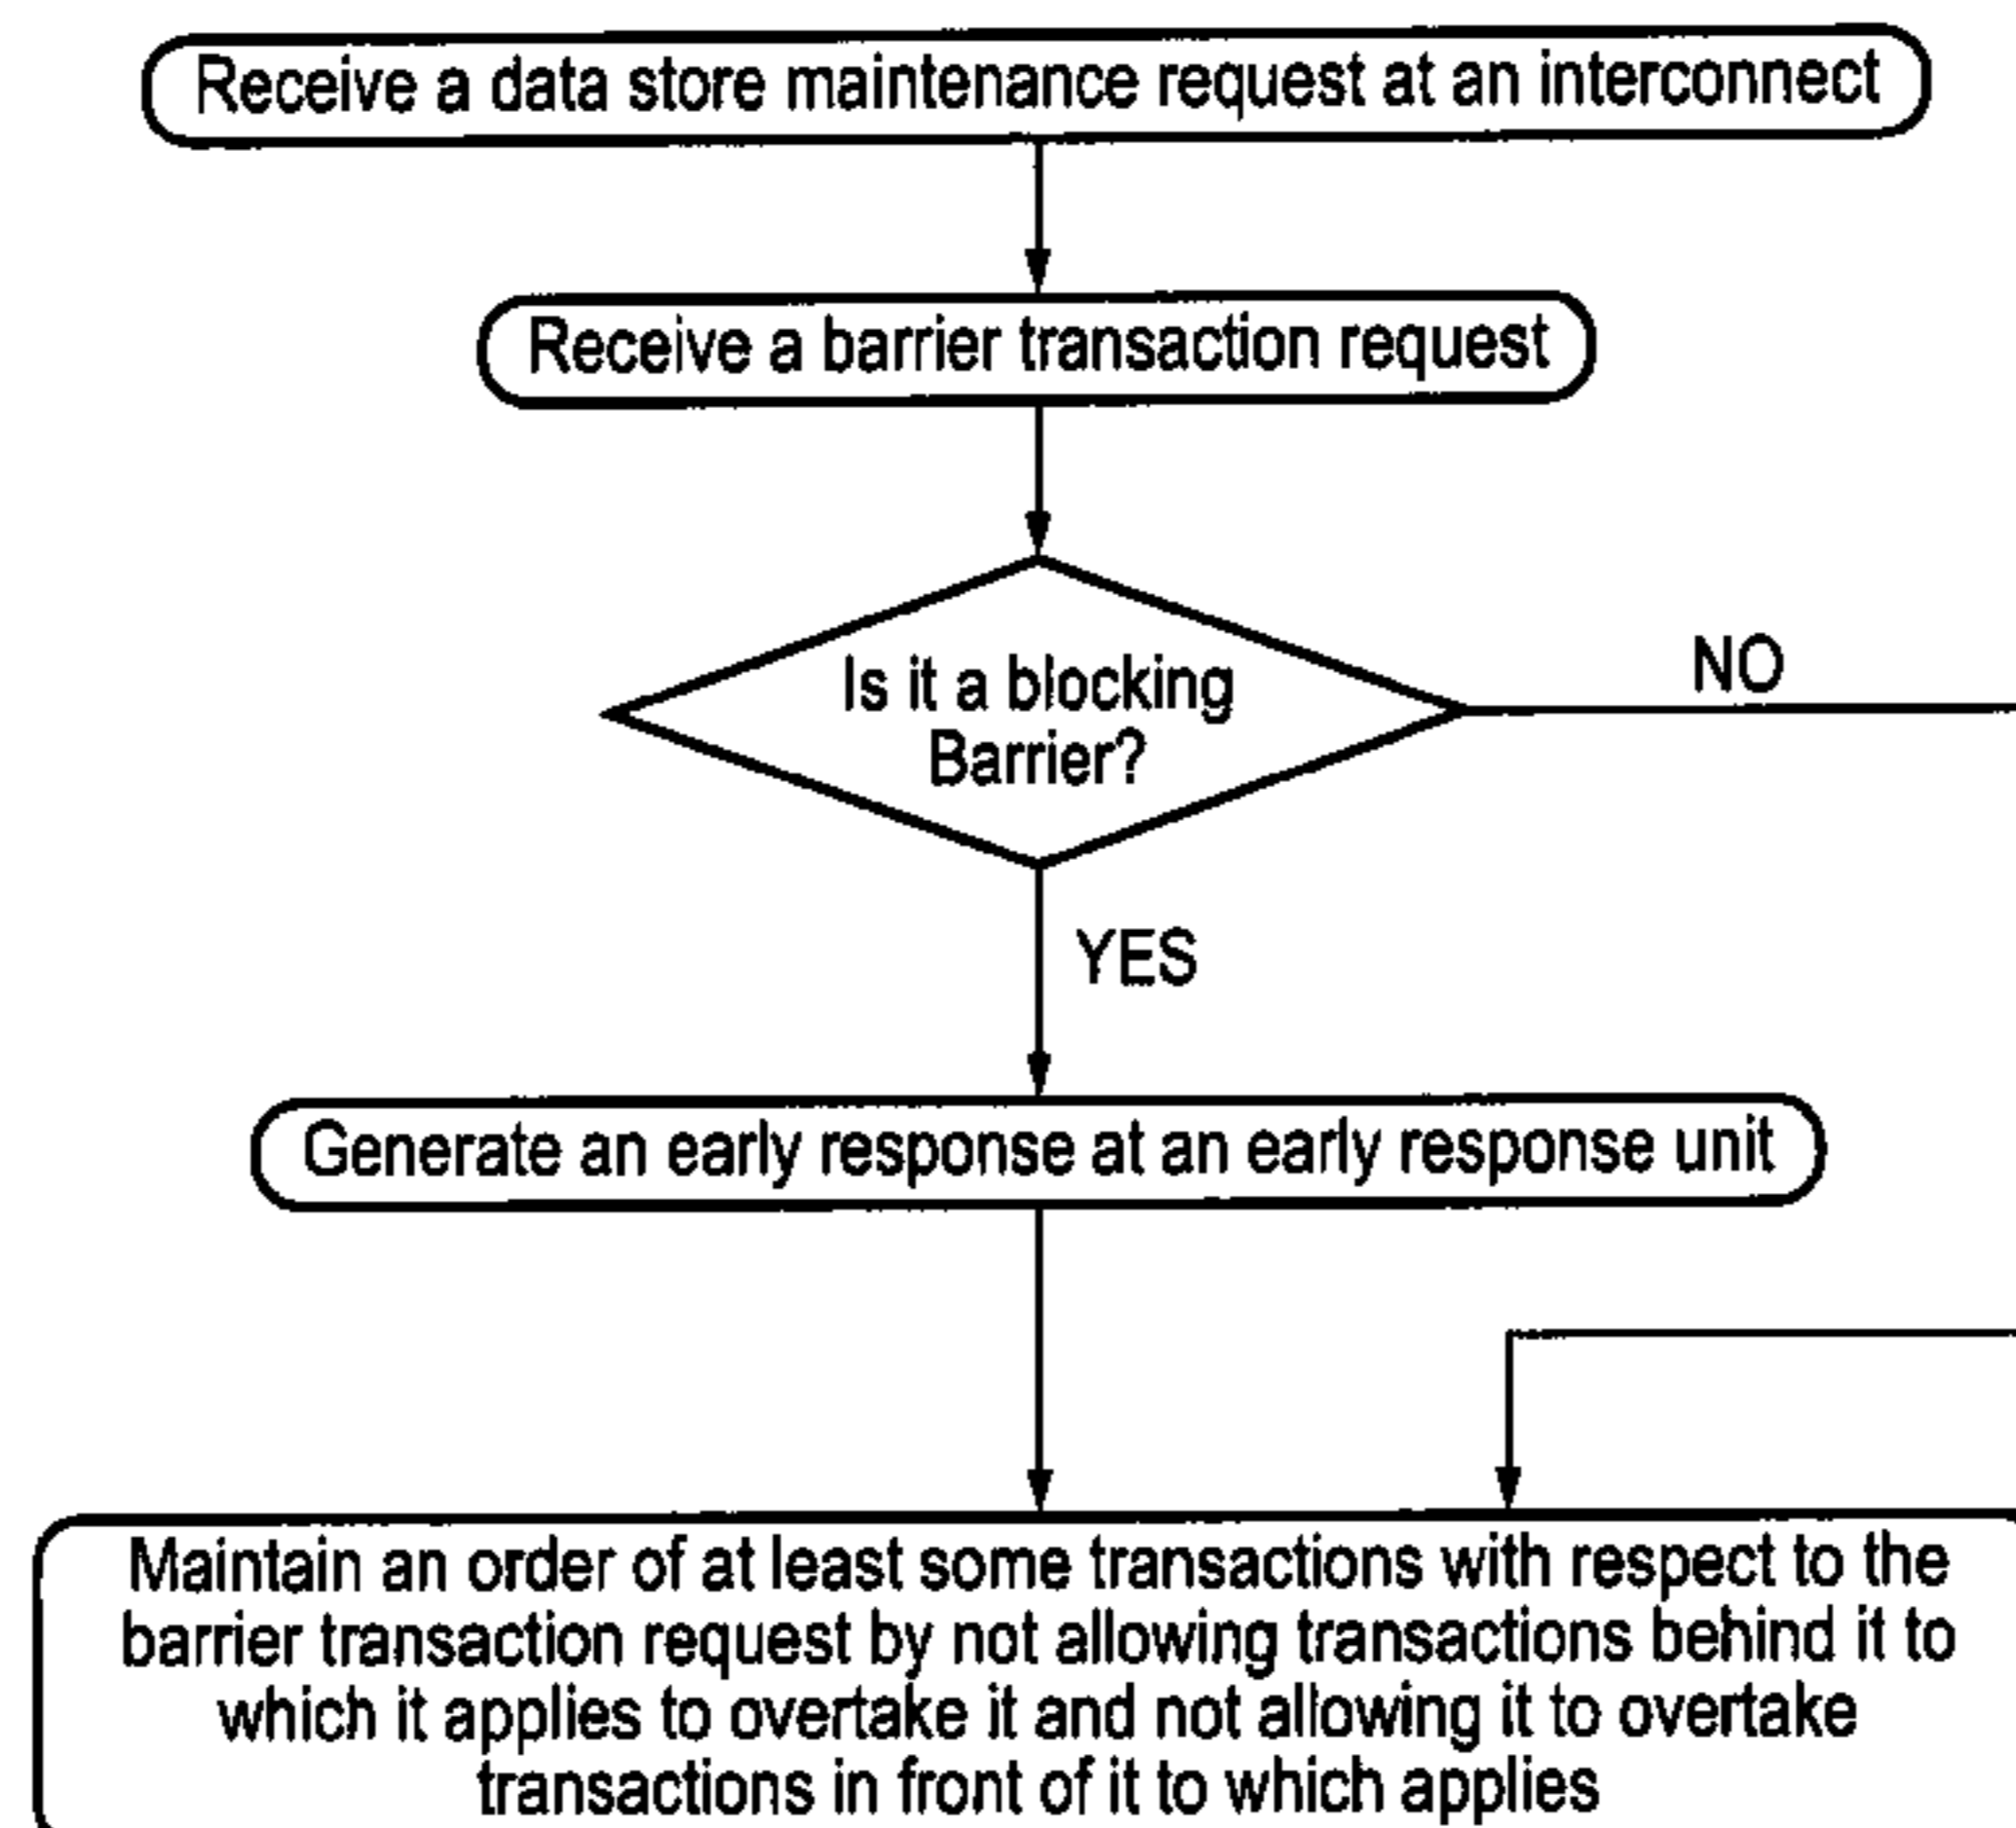 Receive a data store maintenance request at an interconnect
Receive a barrier transaction request
Is it a blocking
Barrier?
NO
YES
Generate an early response at an early response unit
Maintain an order of at least some transactions with respect to the
barrier transaction request by not allowing transactions behind it to
which it applies to overtake it and not allowing it to overtake
transactions in front of it to which applies